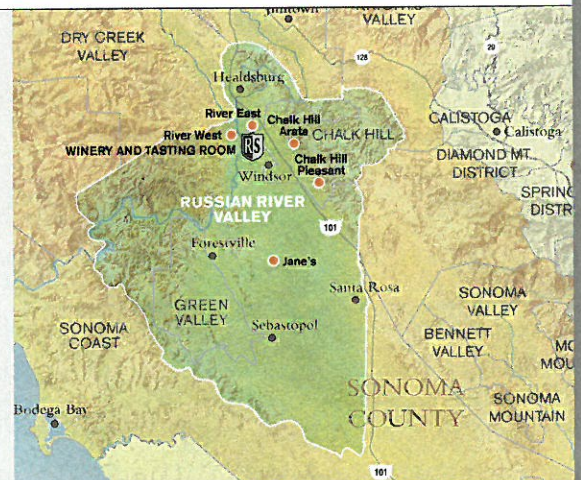 VALLEY
DRY CREEK
VALLEY
29
128
Healdsburg
River East
Chalk Hill
Arata
CHALK HILL
CALISTOGA
Calistoga
River West
WINERY AND TASTING ROOM
RS
Windsor
Chalk Hill
Pleasant
DIAMOND MT.
DISTRICT
RUSSIAN RIVER
VALLEY
101
Forestville
Jane's
GREEN
VALLEY
Santa Rosa
SONOMA
VALLEY
SONOMA
COAST
Sebastopol
BENNETT
VALLEY
SONOMA
COUNTY
SONOMA
MOUNTAIN
Bodega Bay
101